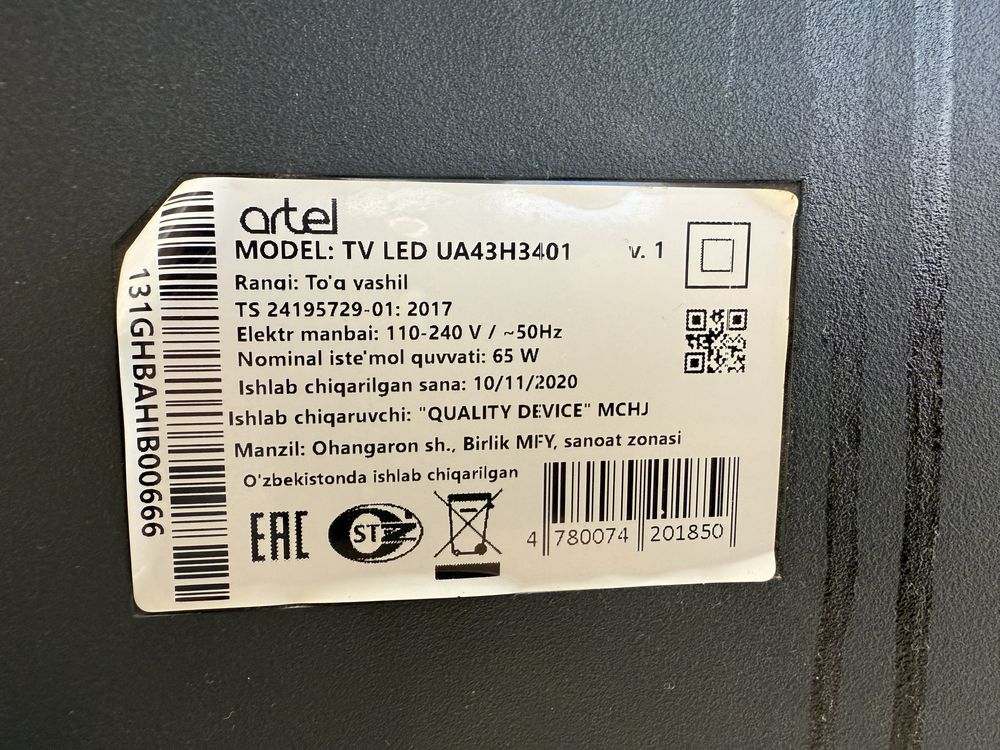 artel
MODEL: TV LED UA43H3401 v. 1
Rangi: To'q yashil
TS 24195729-01: 2017
Elektr manbai: 110-240 V / ~50Hz
Nominal iste'mol quvvati: 65 W
Ishlab chiqarilgan sana: 10/11/2020
Ishlab chiqaruvchi: "QUALITY DEVICE" MCHJ
Manzil: Ohangaron sh., Birlik MFY, sanoat zonasi
O'zbekistonda ishlab chiqarilgan
EAC
ST
4 780074 201850
131GHBAHIB00666